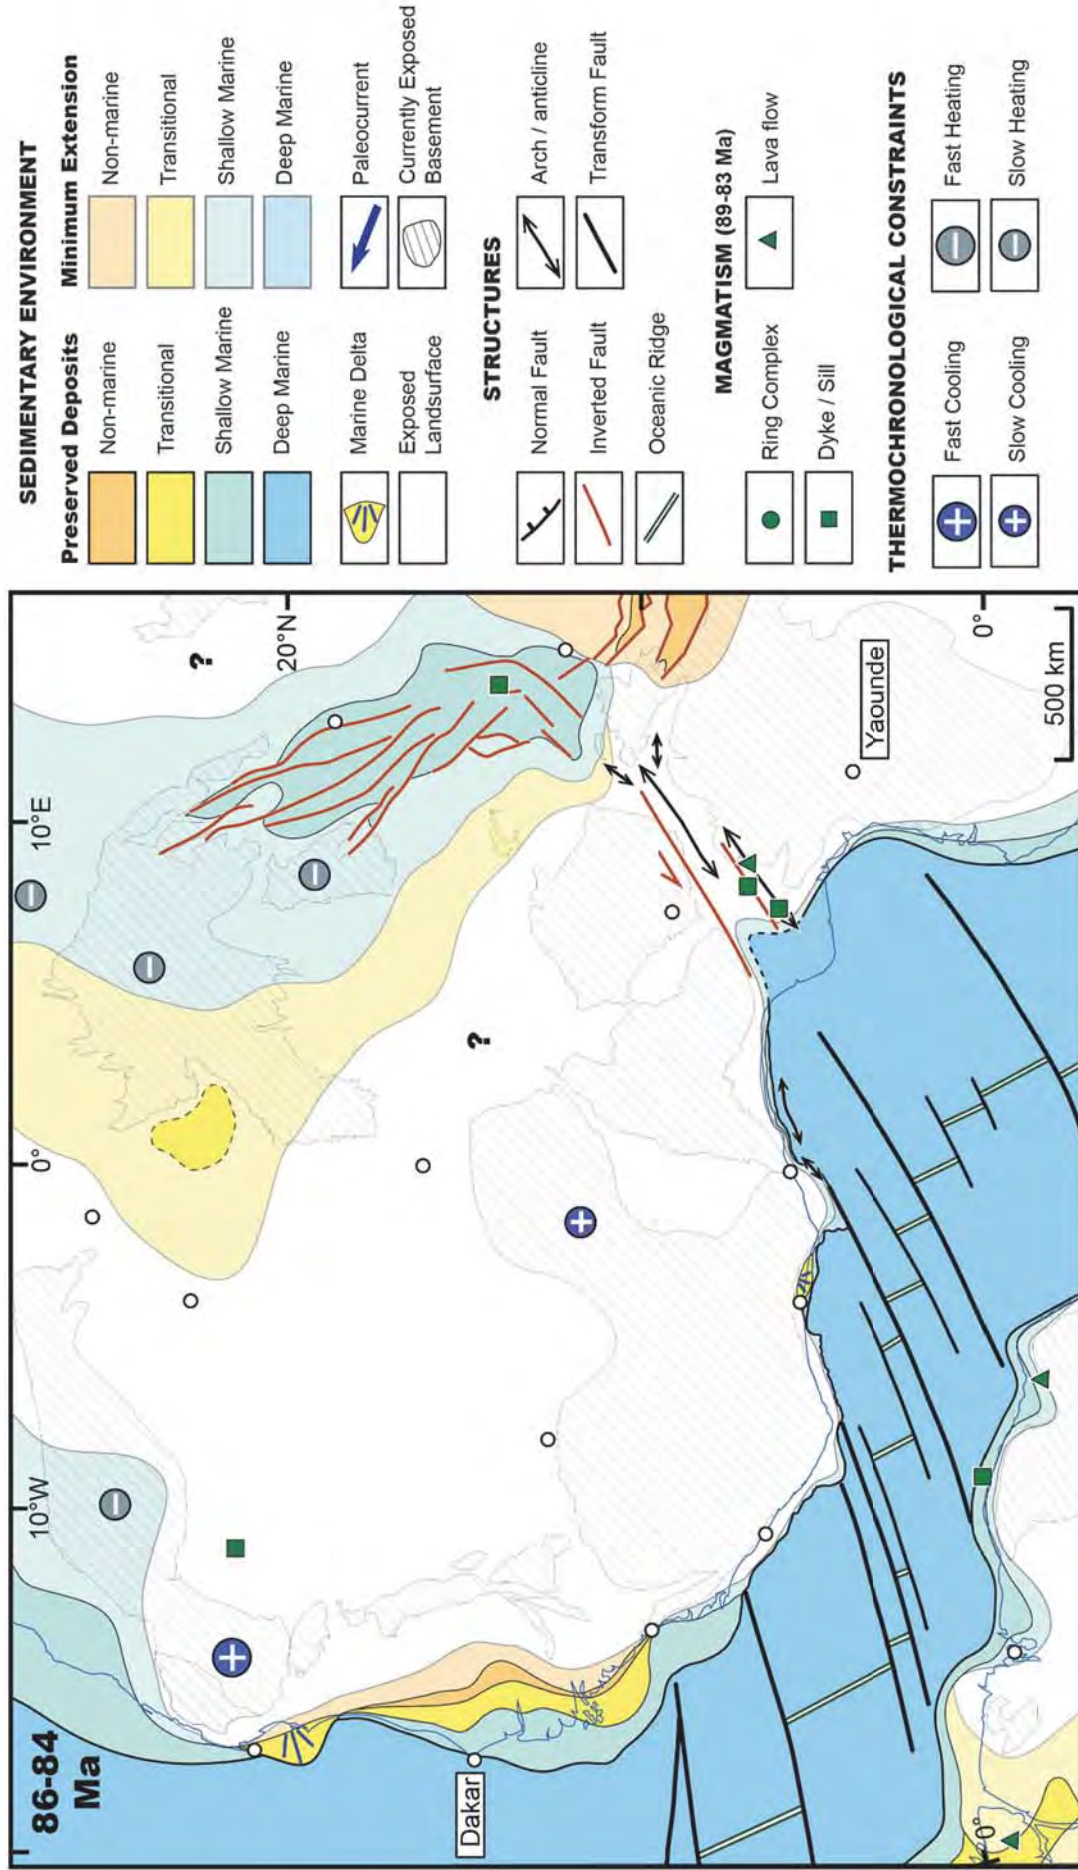 86-84
Ma
10°W
0°
10°E
20°N
?
?
Dakar
Yaounde
0°
0°
500 km
SEDIMENTARY ENVIRONMENT
Preserved Deposits
Minimum Extension
Non-marine
Non-marine
Transitional
Transitional
Shallow Marine
Shallow Marine
Deep Marine
Deep Marine
Marine Delta
Paleocurrent
Exposed
Landsurface
Currently Exposed
Basement
STRUCTURES
Normal Fault
Arch / anticline
Inverted Fault
Transform Fault
Oceanic Ridge
MAGMATISM (89-83 Ma)
Ring Complex
Lava flow
Dyke / Sill
THERMOCHRONOLOGICAL CONSTRAINTS
Fast Cooling
Fast Heating
Slow Cooling
Slow Heating